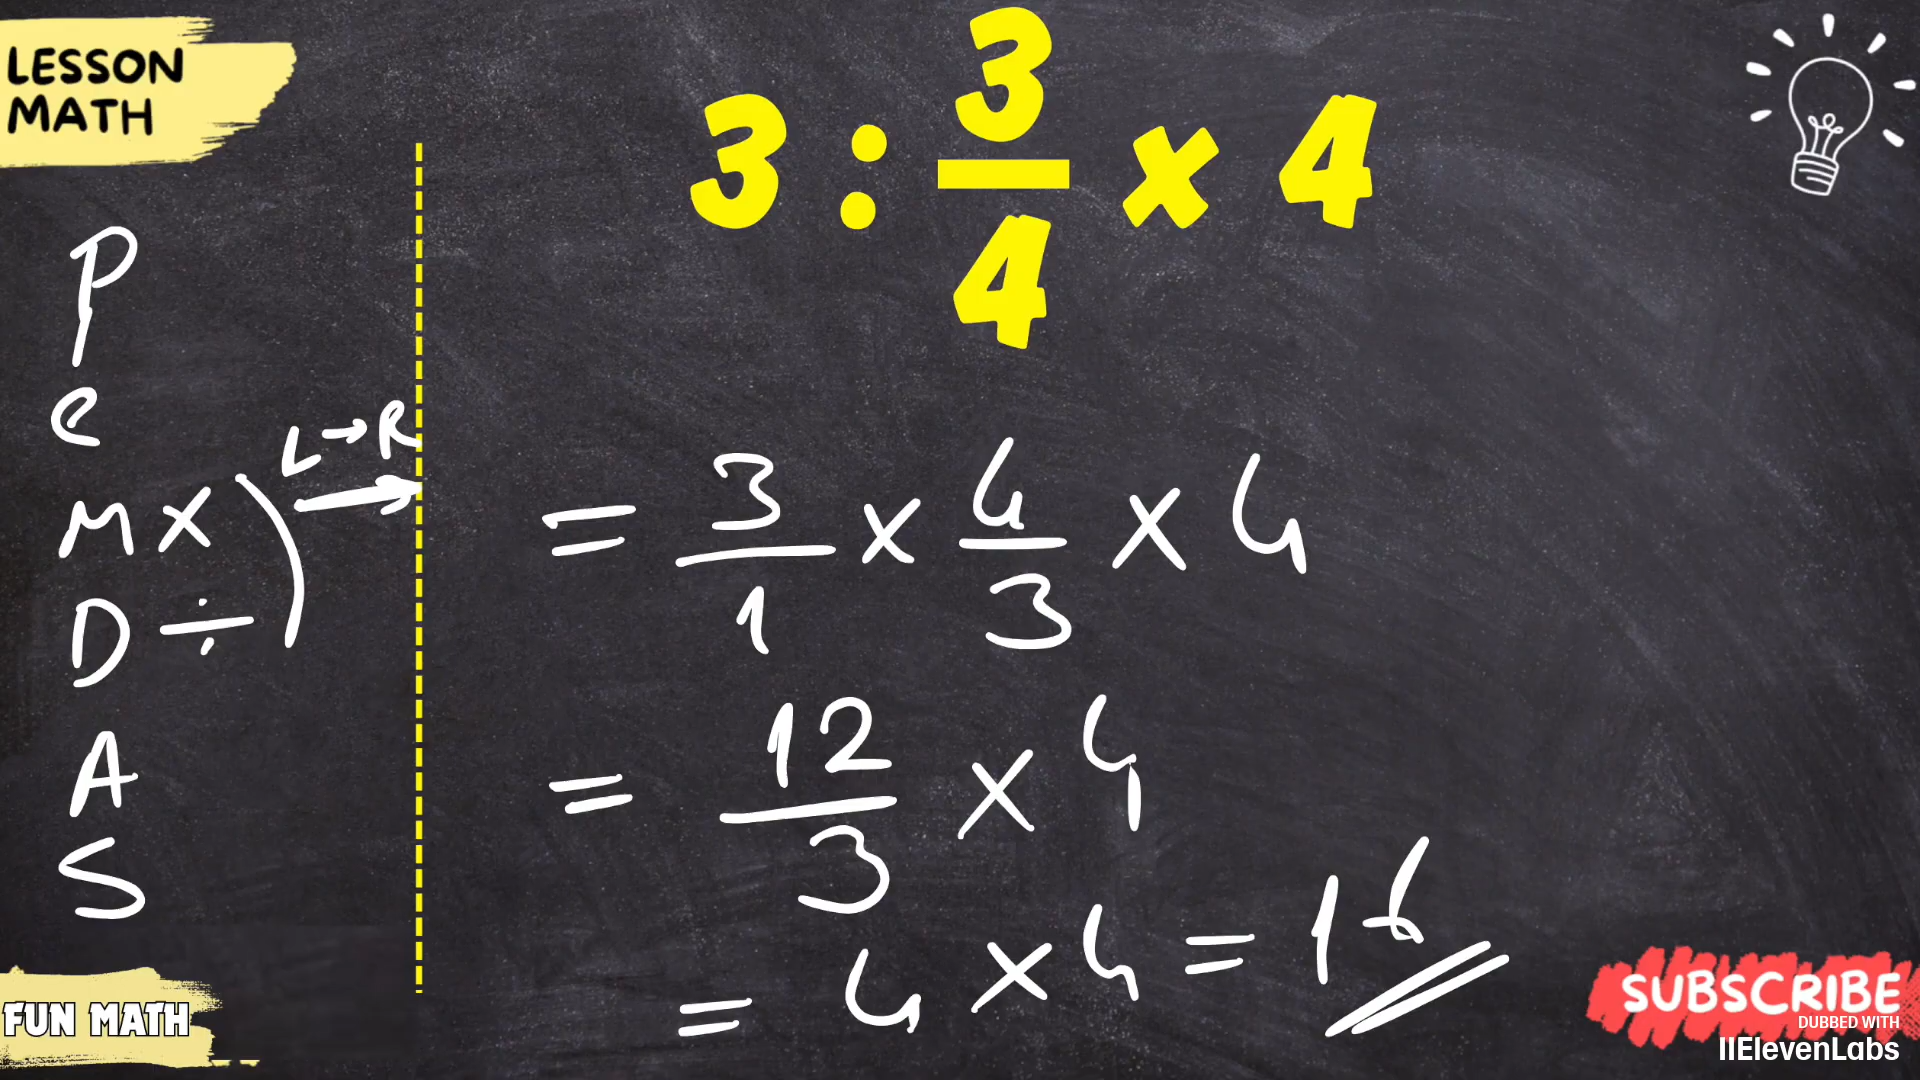 LESSON
MATH
3 : 3/4 × 4
P
e
M ×
D ÷
L → R
A
S
= 3/1 × 4/3 × 4
= 12/3 × 4
= 4 × 4 = 16
FUN MATH
SUBSCRIBE
DUBBED WITH
IIElevenLabs